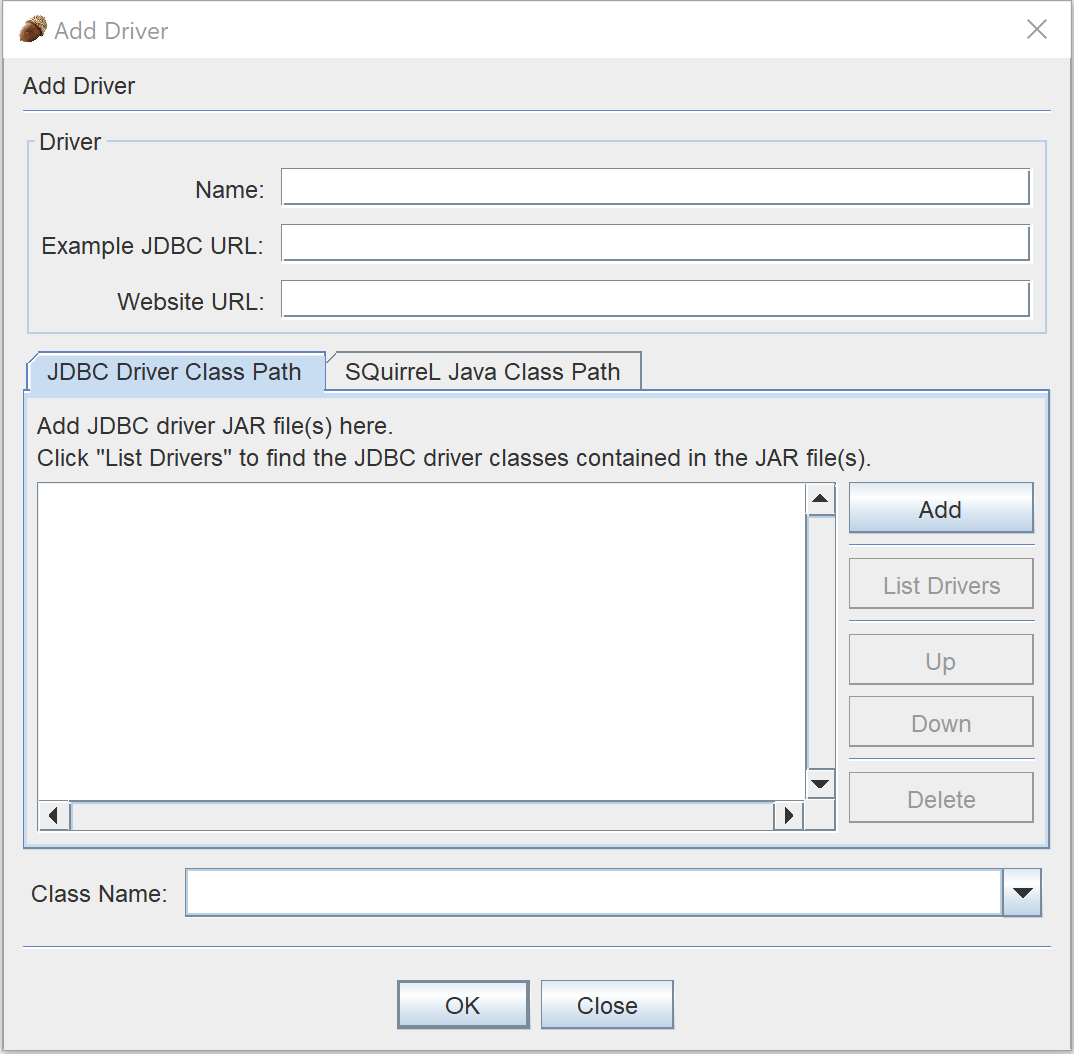 Add Driver
Add Driver
Driver
Name:
Example JDBC URL:
Website URL:
JDBC Driver Class Path
SQuirreL Java Class Path
Add JDBC driver JAR file(s) here.
Click "List Drivers" to find the JDBC driver classes contained in the JAR file(s).
Add
List Drivers
Up
Down
Delete
Class Name:
OK
Close